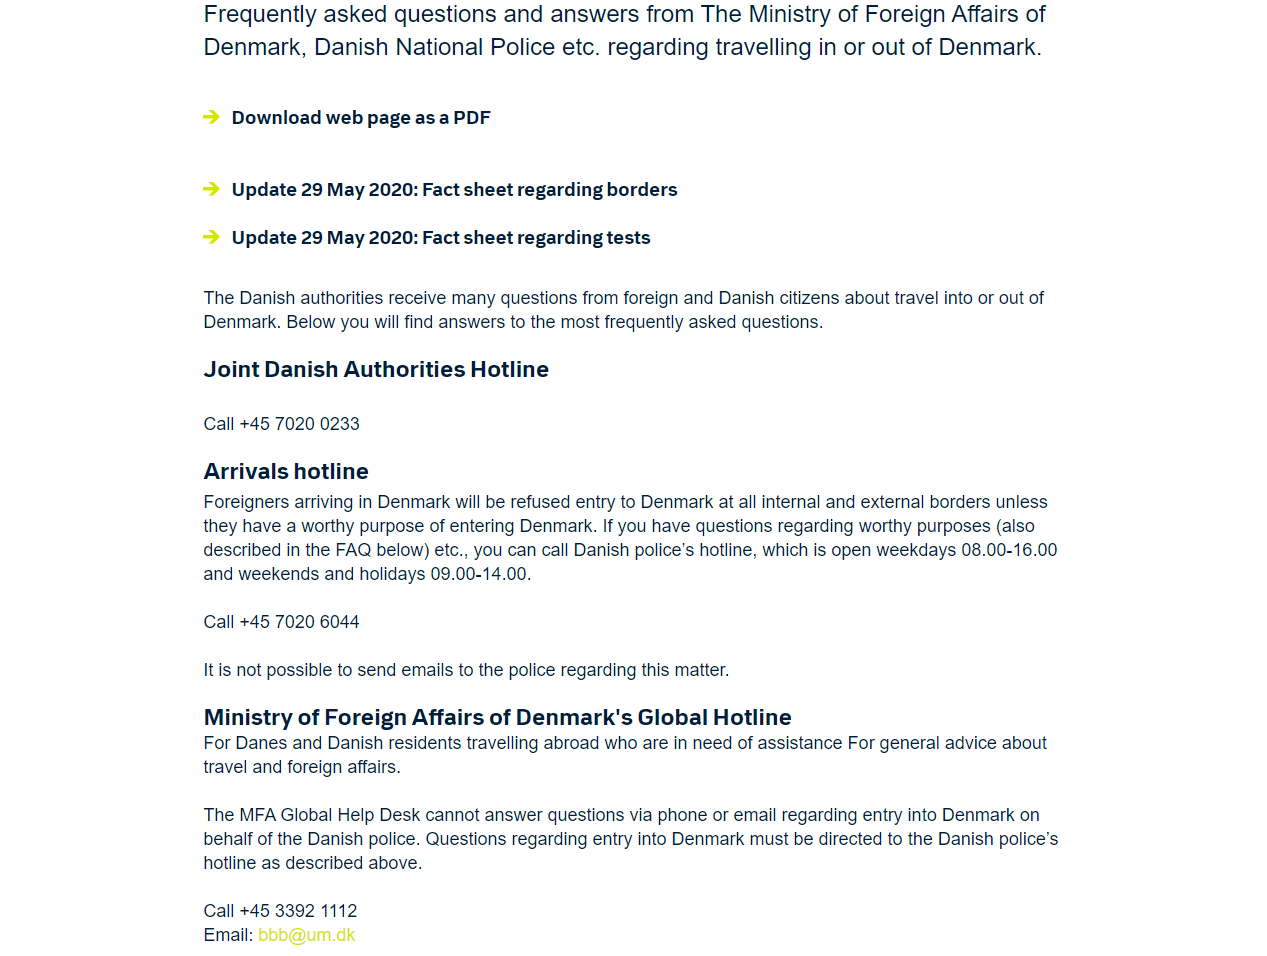 Frequently asked questions and answers from The Ministry of Foreign Affairs of
Denmark, Danish National Police etc. regarding travelling in or out of Denmark.
Download web page as a PDF
Update 29 May 2020: Fact sheet regarding borders
Update 29 May 2020: Fact sheet regarding tests
The Danish authorities receive many questions from foreign and Danish citizens about travel into or out of
Denmark. Below you will find answers to the most frequently asked questions.
Joint Danish Authorities Hotline
Call +45 7020 0233
Arrivals hotline
Foreigners arriving in Denmark will be refused entry to Denmark at all internal and external borders unless
they have a worthy purpose of entering Denmark. If you have questions regarding worthy purposes (also
described in the FAQ below) etc., you can call Danish police’s hotline, which is open weekdays 08.00-16.00
and weekends and holidays 09.00-14.00.
Call +45 7020 6044
It is not possible to send emails to the police regarding this matter.
Ministry of Foreign Affairs of Denmark's Global Hotline
For Danes and Danish residents travelling abroad who are in need of assistance For general advice about
travel and foreign affairs.
The MFA Global Help Desk cannot answer questions via phone or email regarding entry into Denmark on
behalf of the Danish police. Questions regarding entry into Denmark must be directed to the Danish police’s
hotline as described above.
Call +45 3392 1112
Email: bbb@um.dk